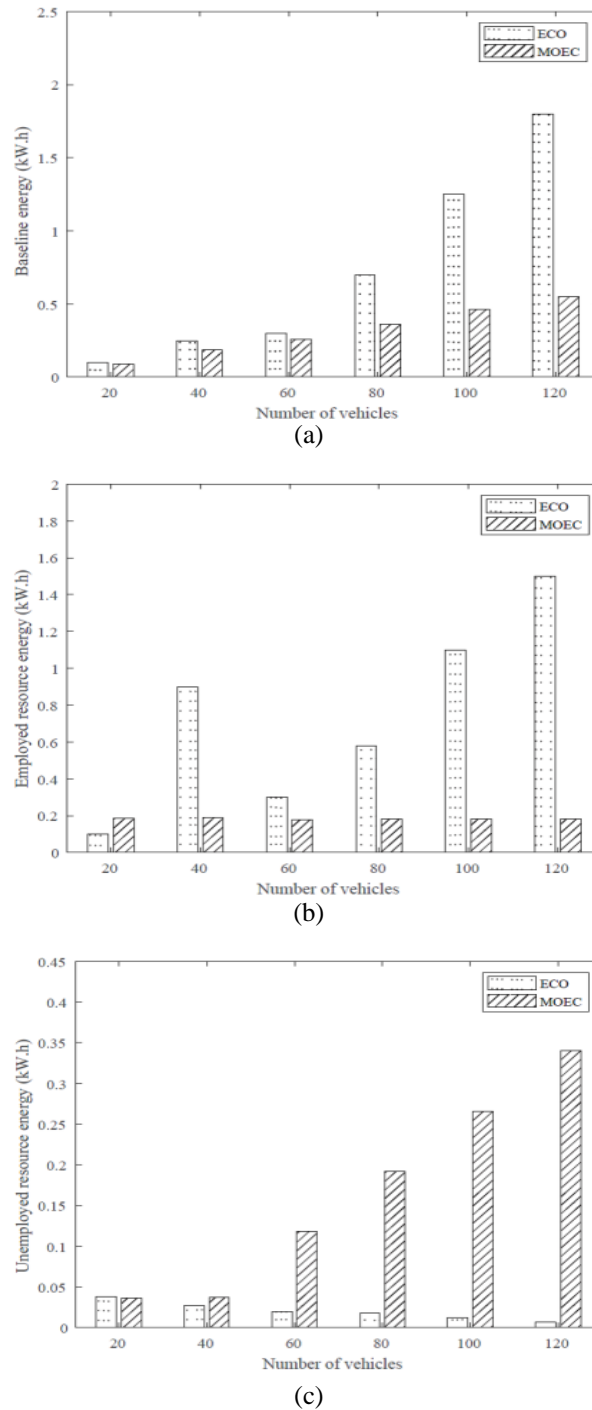 2.5
ECO
MOEC
2
1.5
1
0.5
0
Baseline energy (kW.h)
20 40 60 80 100 120
Number of vehicles
(a)
2
ECO
MOEC
1.8
1.6
1.4
1.2
1
0.8
0.6
0.4
0.2
0
Employed resource energy (kW.h)
20 40 60 80 100 120
Number of vehicles
(b)
0.45
ECO
MOEC
0.4
0.35
0.3
0.25
0.2
0.15
0.1
0.05
0
Unemployed resource energy (kW.h)
20 40 60 80 100 120
Number of vehicles
(c)